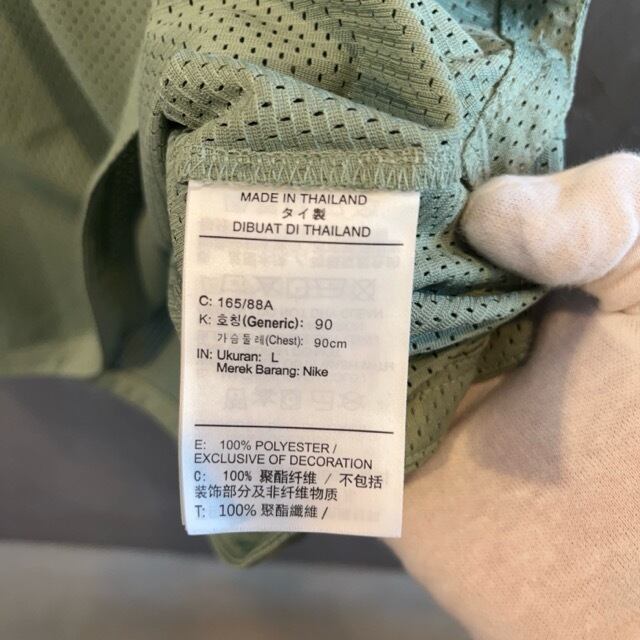 MADE IN THAILAND
タイ製
DIBUAT DI THAILAND
C: 165/88A
K: 호칭(Generic): 90
가슴둘레(Chest): 90cm
IN: Ukuran: L
Merek Barang: Nike
E: 100% POLYESTER /
EXCLUSIVE OF DECORATION
C: 100% 聚酯纤维 / 不包括
装饰部分及非纤维物质
T: 100% 聚酯纖維 /